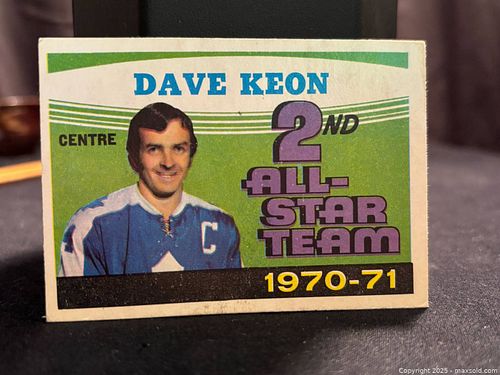 DAVE KEON
CENTRE
2ND
ALL-
STAR
TEAM
C
1970-71
Copyright 2025 - maxsold.com